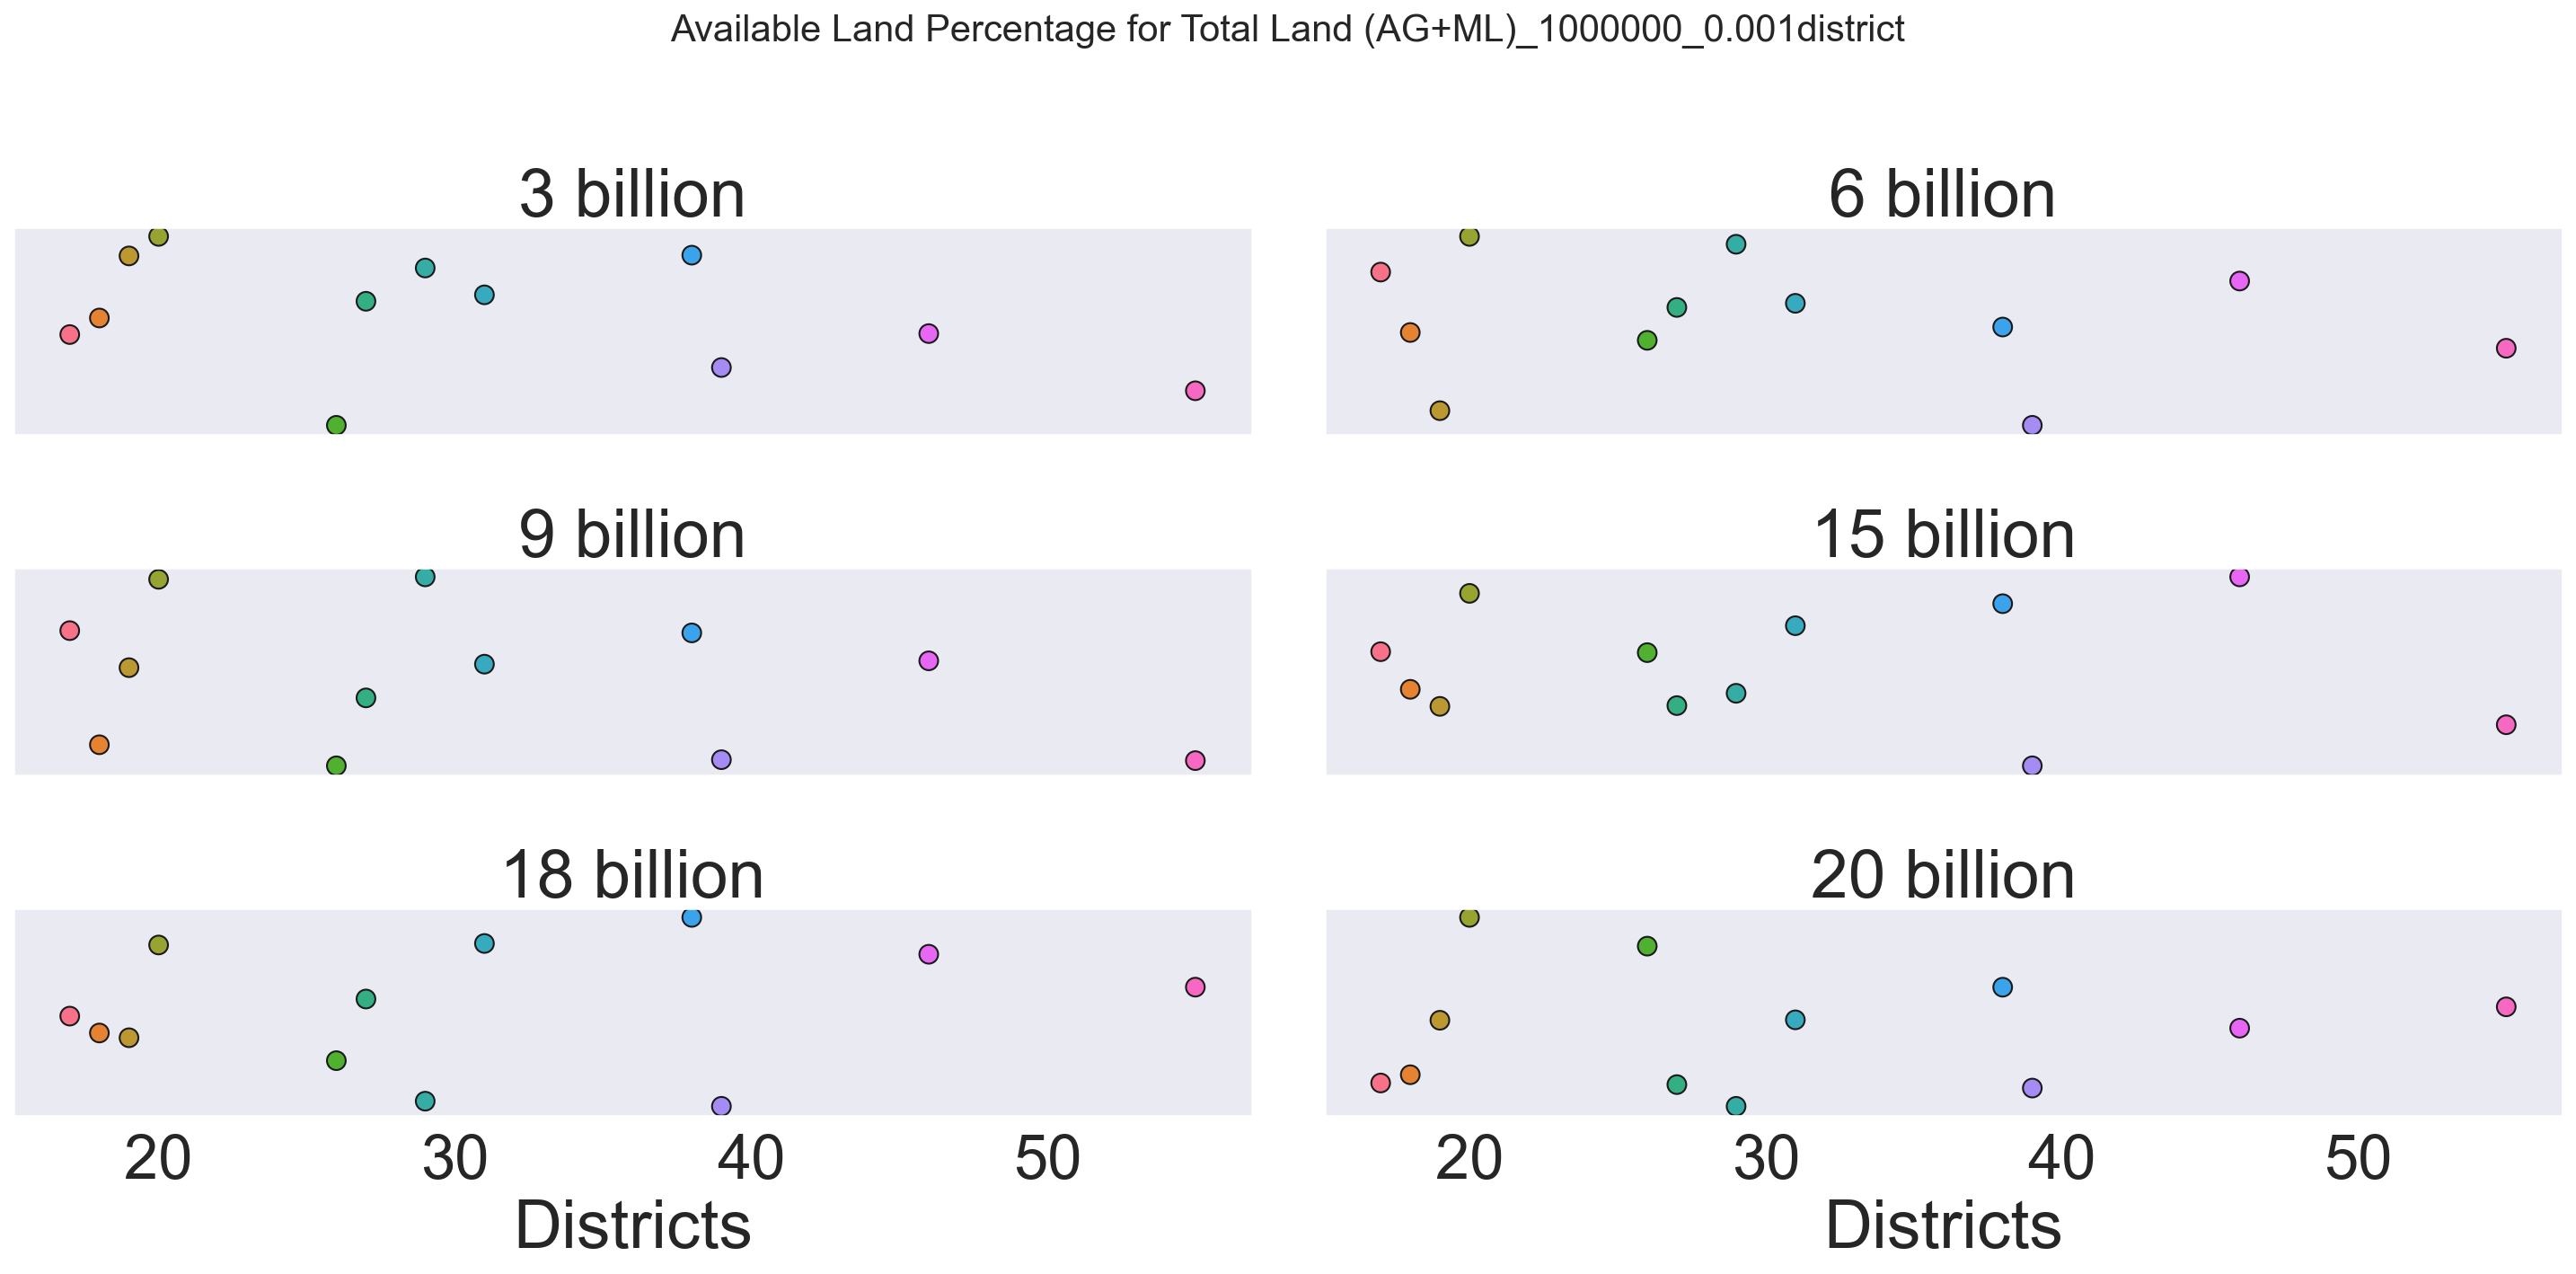 Available Land Percentage for Total Land (AG+ML)_1000000_0.001district
3 billion
6 billion
9 billion
15 billion
18 billion
20 billion
20 30 40 50
20 30 40 50
Districts
Districts